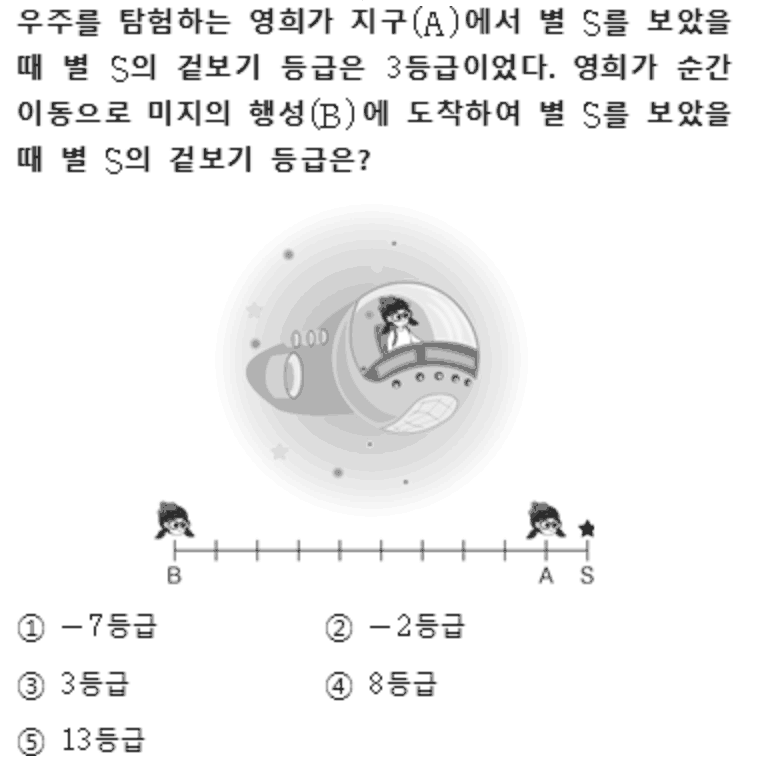 우주를 탐험하는 영희가 지구(A)에서 별 S를 보았을
때 별 S의 겉보기 등급은 3등급이었다. 영희가 순간
이동으로 미지의 행성(B)에 도착하여 별 S를 보았을
때 별 S의 겉보기 등급은?
B A S
① -7등급 ② -2등급
③ 3등급 ④ 8등급
⑤ 13등급